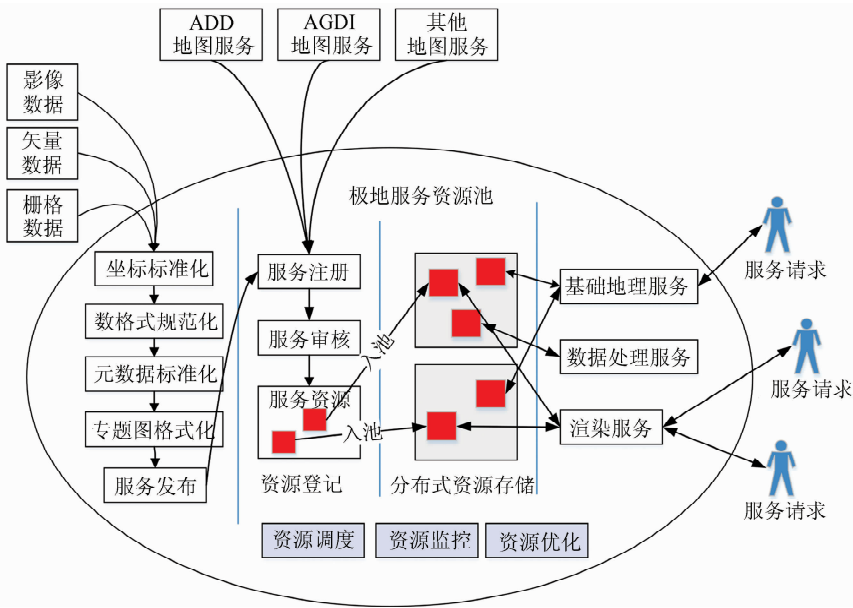 ADD
地图服务
AGDI
地图服务
其他
地图服务
影像
数据
矢量
数据
栅格
数据
极地服务资源池
坐标标准化
数格式规范化
元数据标准化
专题图格式化
服务发布
服务注册
服务审核
服务资源
入池
入池
资源登记
分布式资源存储
基础地理服务
数据处理服务
渲染服务
服务请求
服务请求
服务请求
资源调度
资源监控
资源优化